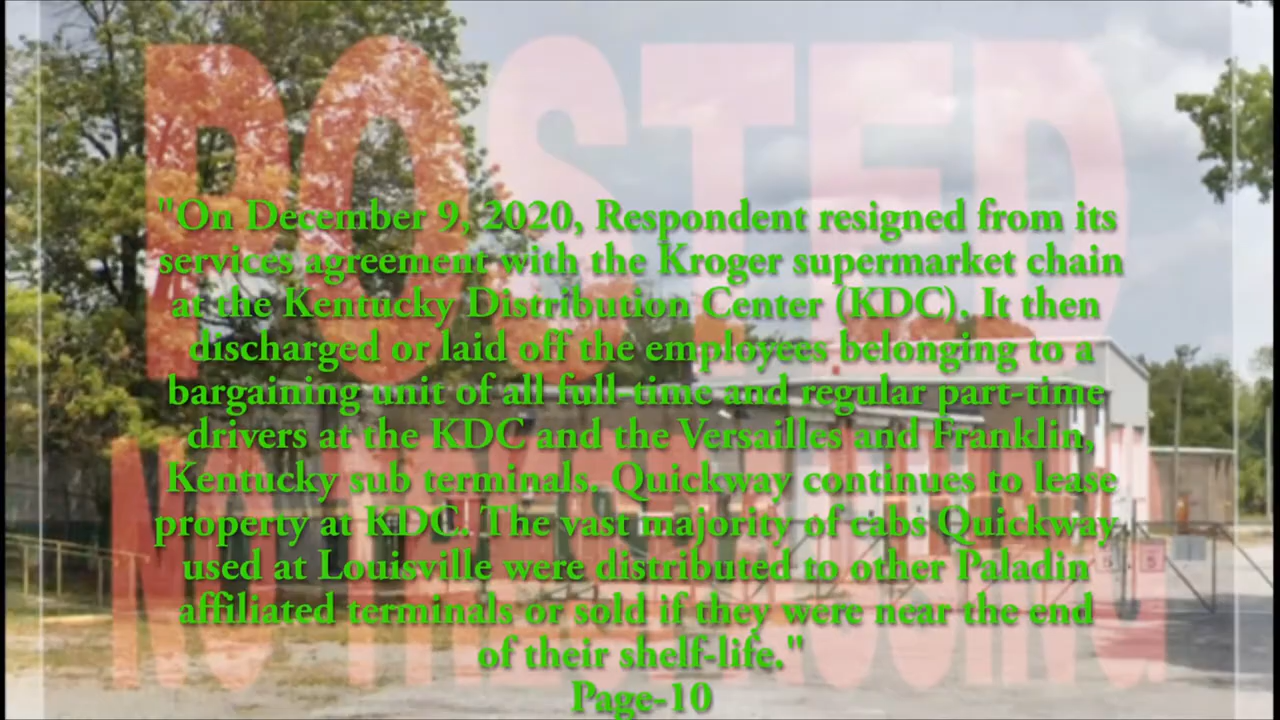 POSTED
NO TRESPASSING
"On December 9, 2020, Respondent resigned from its
services agreement with the Kroger supermarket chain
at the Kentucky Distribution Center (KDC). It then
discharged or laid off the employees belonging to a
bargaining unit of all full-time and regular part-time
drivers at the KDC and the Versailles and Franklin,
Kentucky sub terminals. Quickway continues to lease
property at KDC. The vast majority of cabs Quickway
used at Louisville were distributed to other Paladin
affiliated terminals or sold if they were near the end
of their shelf-life."
Page-10